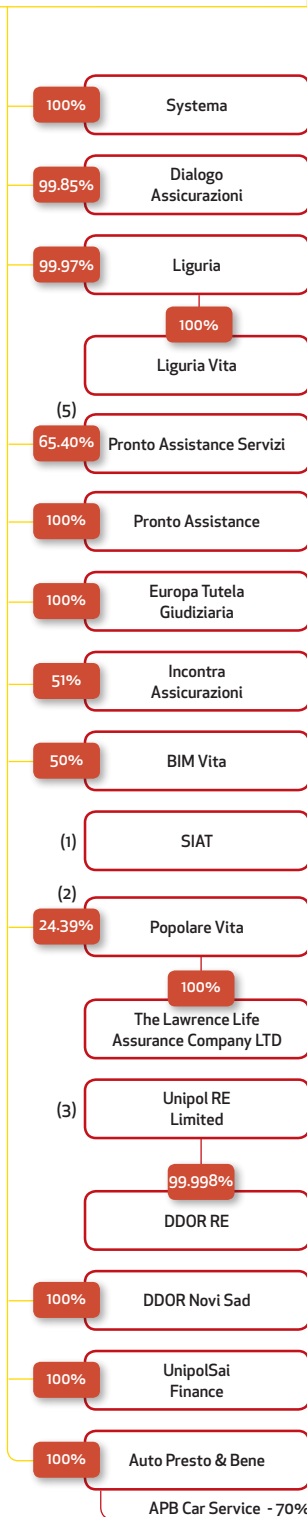 100%
Systema
99.85%
Dialogo
Assicurazioni
99.97%
Liguria
100%
Liguria Vita
(5)
65.40%
Pronto Assistance Servizi
100%
Pronto Assistance
100%
Europa Tutela
Giudiziaria
51%
Incontra
Assicurazioni
50%
BIM Vita
(1)
SIAT
(2)
24.39%
Popolare Vita
100%
The Lawrence Life
Assurance Company LTD
(3)
Unipol RE
Limited
99.998%
DDOR RE
100%
DDOR Novi Sad
100%
UnipolSai
Finance
100%
Auto Presto & Bene
APB Car Service - 70%